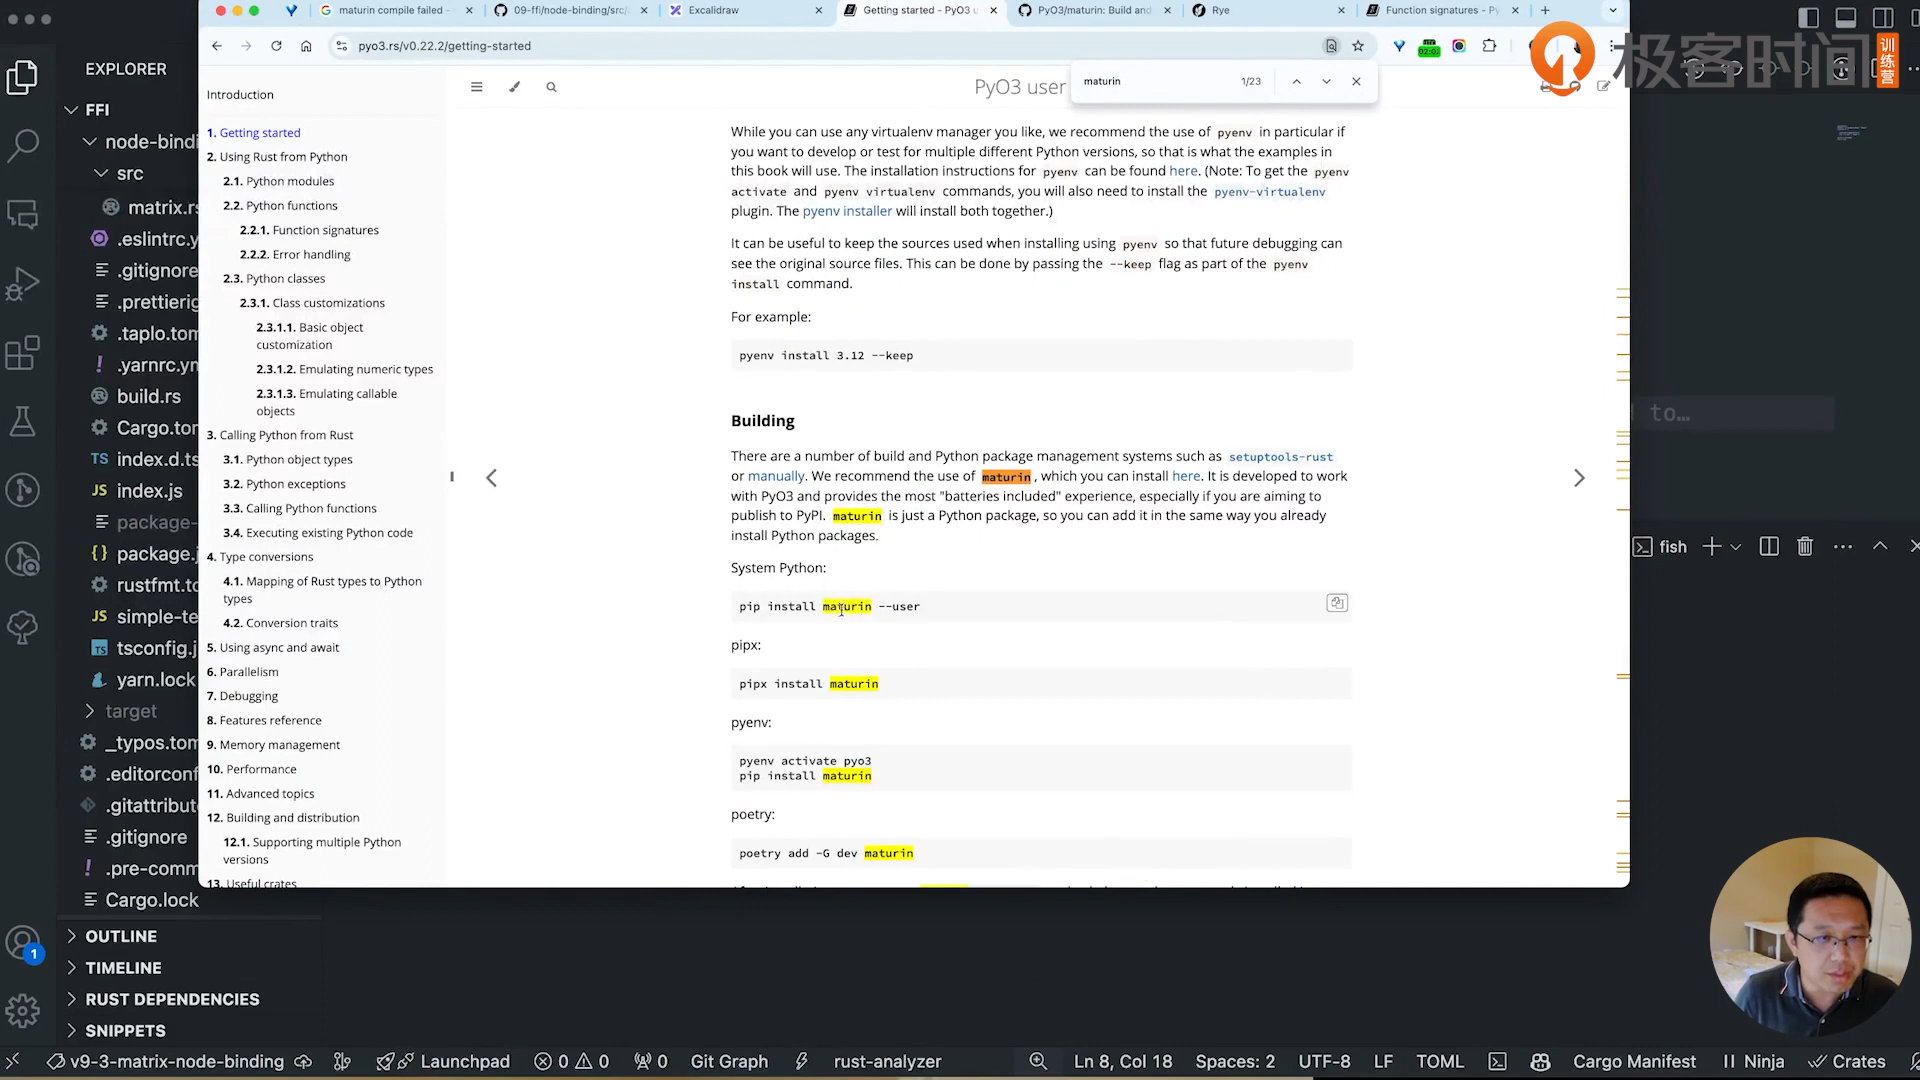 maturin compile failed -
09-ffi/node-binding/src/
Excalidraw
Getting started - PyO3 u
PyO3/maturin: Build and
Rye
Function signatures - Py
pyo3.rs/v0.22.2/getting-started
02:02
maturin
1/23
极客时间
训练营
EXPLORER
FFI
node-bindi
src
matrix.rs
.eslintrc.y
.gitignore
.prettierig
.taplo.tom
.yarnrc.ym
build.rs
Cargo.tom
TS index.d.ts
JS index.js
package-
{} package.j
rustfmt.to
JS simple-te
tsconfig.j
yarn.lock
target
_typos.tom
.editorconf
.gitattribut
.gitignore
.pre-comm
Cargo.lock
OUTLINE
TIMELINE
RUST DEPENDENCIES
SNIPPETS
1
Introduction
1. Getting started
2. Using Rust from Python
2.1. Python modules
2.2. Python functions
2.2.1. Function signatures
2.2.2. Error handling
2.3. Python classes
2.3.1. Class customizations
2.3.1.1. Basic object
customization
2.3.1.2. Emulating numeric types
2.3.1.3. Emulating callable
objects
3. Calling Python from Rust
3.1. Python object types
3.2. Python exceptions
3.3. Calling Python functions
3.4. Executing existing Python code
4. Type conversions
4.1. Mapping of Rust types to Python
types
4.2. Conversion traits
5. Using async and await
6. Parallelism
7. Debugging
8. Features reference
9. Memory management
10. Performance
11. Advanced topics
12. Building and distribution
12.1. Supporting multiple Python
versions
13. Useful crates
PyO3 user
While you can use any virtualenv manager you like, we recommend the use of pyenv in particular if
you want to develop or test for multiple different Python versions, so that is what the examples in
this book will use. The installation instructions for pyenv can be found here. (Note: To get the pyenv
activate and pyenv virtualenv commands, you will also need to install the pyenv-virtualenv
plugin. The pyenv installer will install both together.)
It can be useful to keep the sources used when installing using pyenv so that future debugging can
see the original source files. This can be done by passing the --keep flag as part of the pyenv
install command.
For example:
pyenv install 3.12 --keep
Building
There are a number of build and Python package management systems such as setuptools-rust
or manually. We recommend the use of maturin, which you can install here. It is developed to work
with PyO3 and provides the most "batteries included" experience, especially if you are aiming to
publish to PyPI. maturin is just a Python package, so you can add it in the same way you already
install Python packages.
System Python:
pip install maturin --user
pipx:
pipx install maturin
pyenv:
pyenv activate pyo3
pip install maturin
poetry:
poetry add -G dev maturin
to…
fish
v9-3-matrix-node-binding
Launchpad
0 0
0
Git Graph
rust-analyzer
Ln 8, Col 18
Spaces: 2
UTF-8
LF
TOML
Cargo Manifest
Ninja
Crates